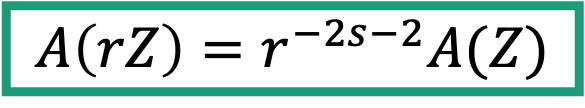 A(rZ) = r^{-2s-2}A(Z)